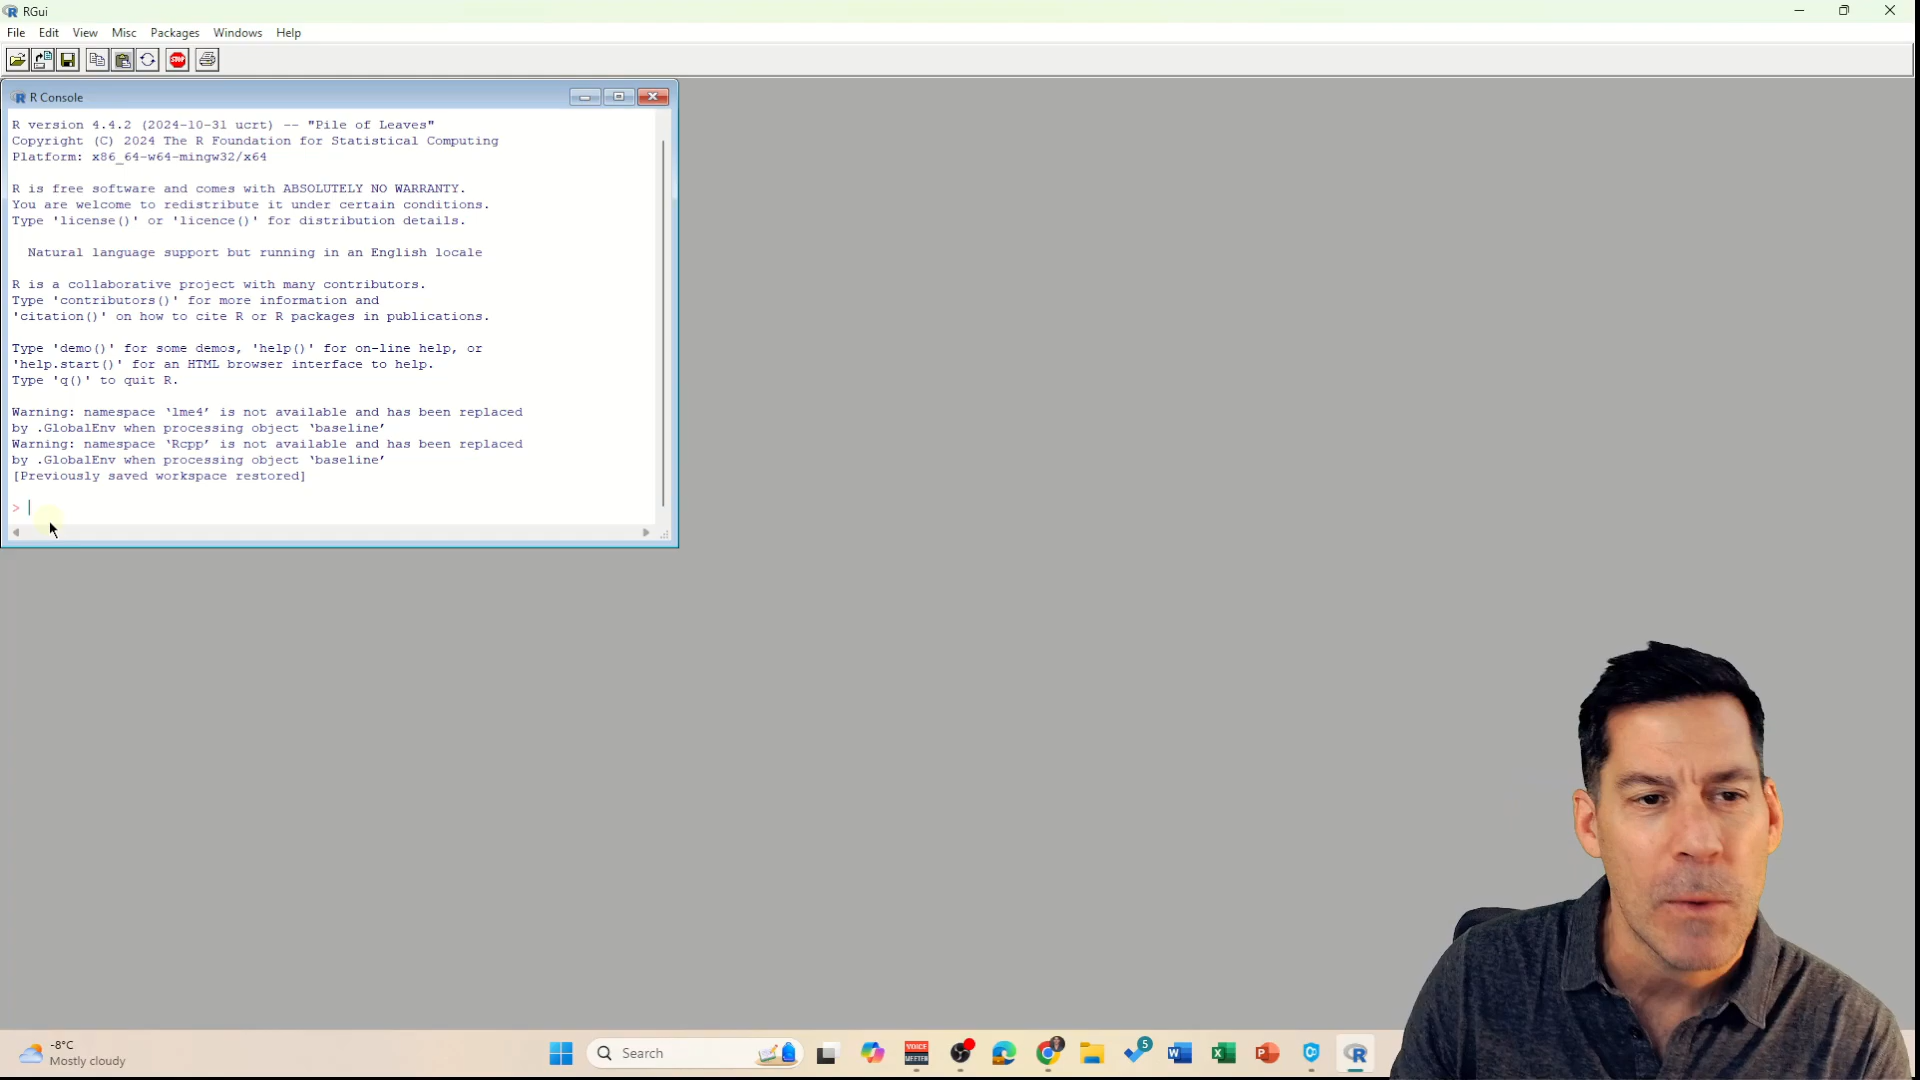 RGui
File Edit View Misc Packages Windows Help
STOP
R Console
R version 4.4.2 (2024-10-31 ucrt) -- "Pile of Leaves"
Copyright (C) 2024 The R Foundation for Statistical Computing
Platform: x86_64-w64-mingw32/x64
R is free software and comes with ABSOLUTELY NO WARRANTY.
You are welcome to redistribute it under certain conditions.
Type 'license()' or 'licence()' for distribution details.
Natural language support but running in an English locale
R is a collaborative project with many contributors.
Type 'contributors()' for more information and
'citation()' on how to cite R or R packages in publications.
Type 'demo()' for some demos, 'help()' for on-line help, or
'help.start()' for an HTML browser interface to help.
Type 'q()' to quit R.
Warning: namespace ‘lme4’ is not available and has been replaced
by .GlobalEnv when processing object ‘baseline’
Warning: namespace ‘Rcpp’ is not available and has been replaced
by .GlobalEnv when processing object ‘baseline’
[Previously saved workspace restored]
>
-8°C
Mostly cloudy
Search
VOICE
MEETER
5